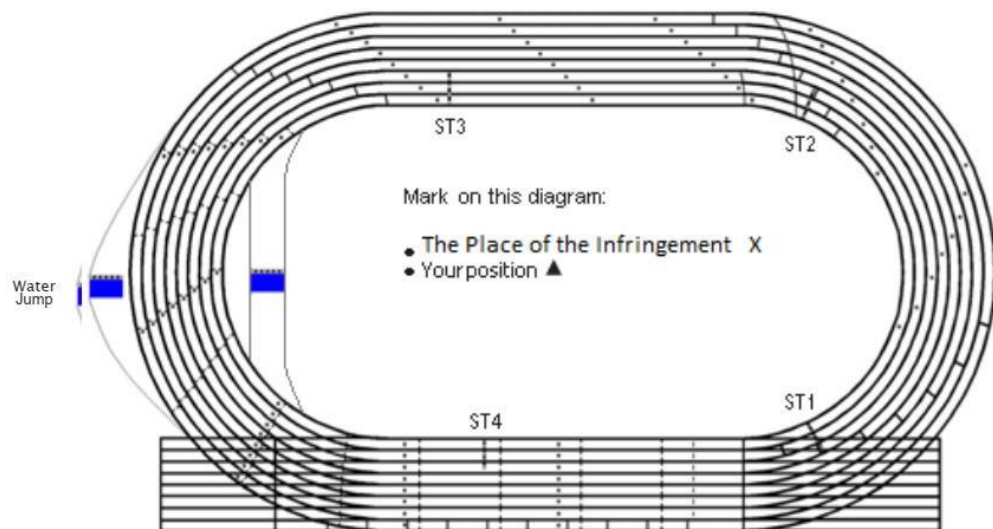 ST3
ST2
Mark on this diagram:
• The Place of the Infringement X
• Your position ▲
Water
Jump
ST1
ST4